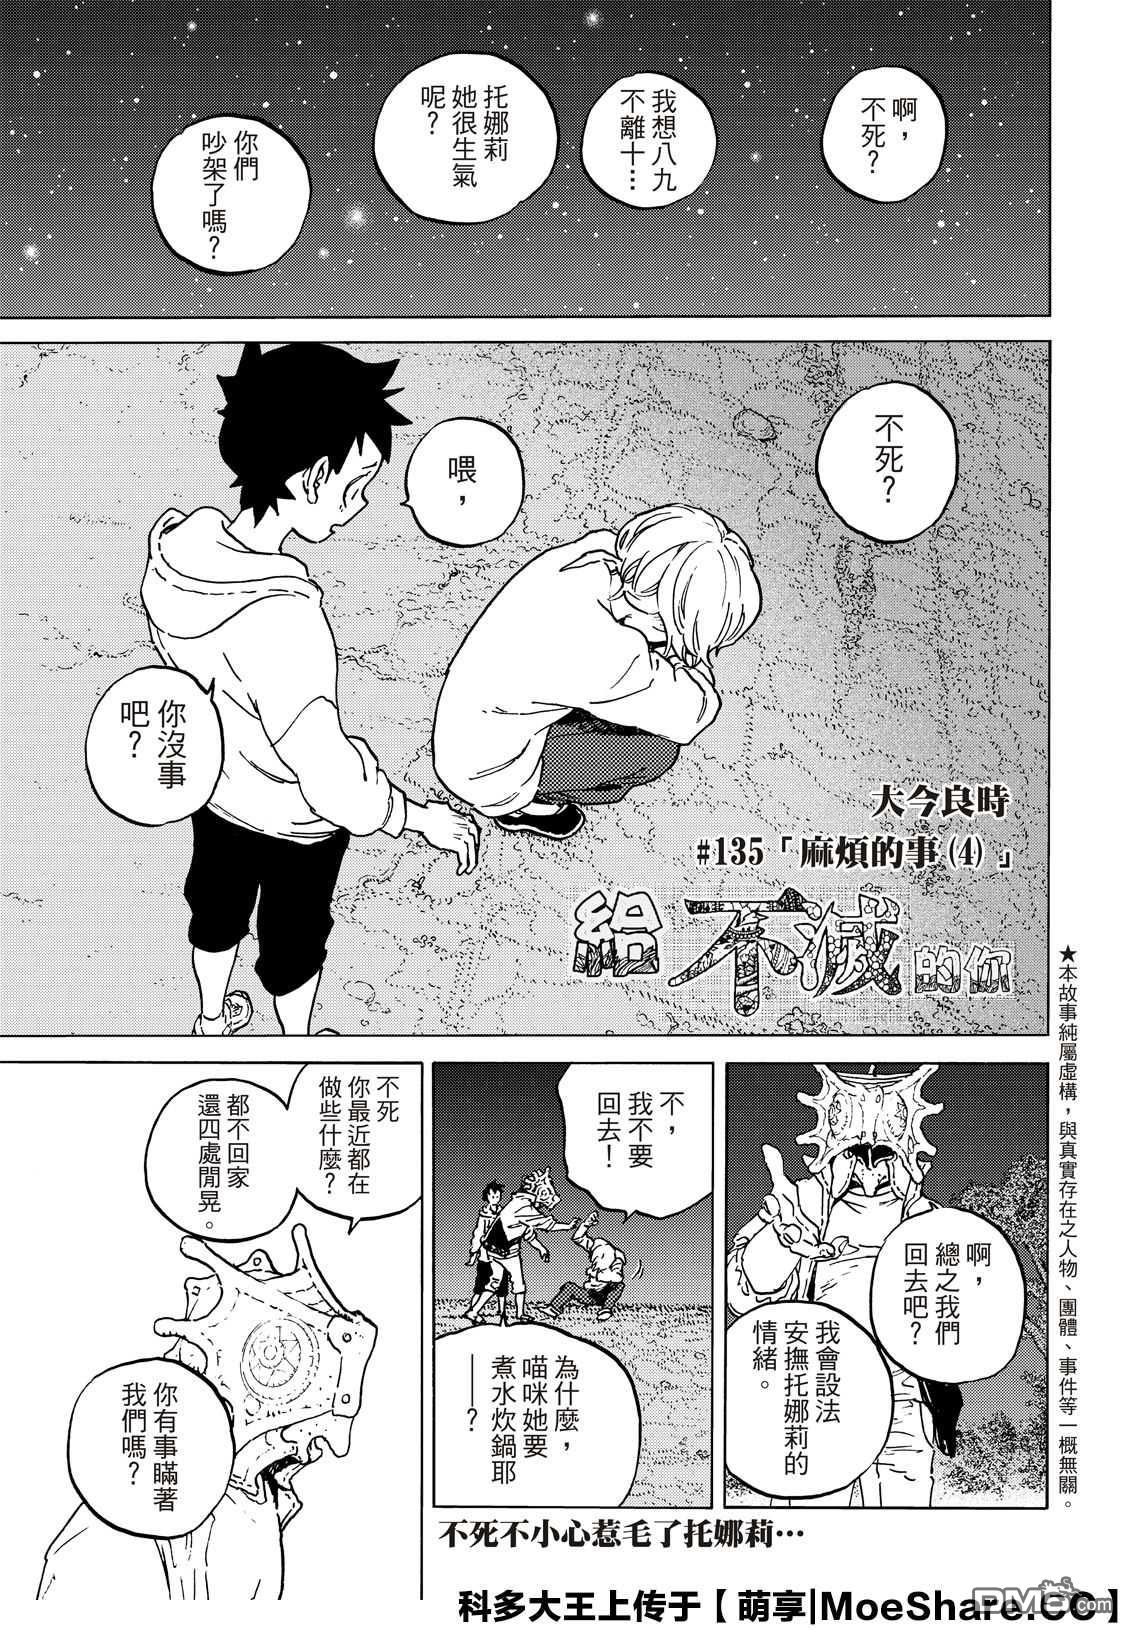 啊，
不死？
我想八九
不離十…
托娜莉
她很生氣
呢？
你們
吵架了嗎？
不死？
喂，
你沒事
吧？
大今良時
#135「麻煩的事(4)」
給不滅的你
★本故事純屬虛構，與真實存在之人物、團體、事件等一概無關。
啊，
總之我們
回去吧？
我會設法
安撫托娜莉的
情緒。
不，
我不要
回去！
為什麼，
喵咪她要
煮水炊鍋耶
——？
不死
你最近都在
做些什麼？
都不回家
還四處閒晃。
你有事瞞著
我們嗎？
不死不小心惹毛了托娜莉…
科多大王上传于【萌享|MoeShare.CC】